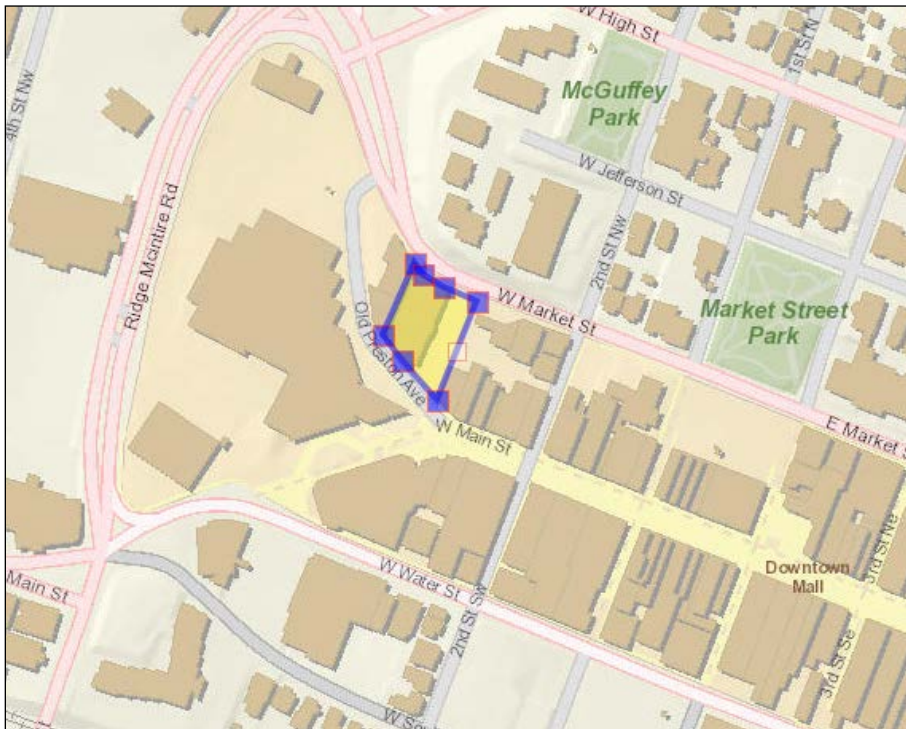 W High St
1st St N
4th St Nw
McGuffey
Park
W Jefferson St
Ridge Mcintire Rd
2nd St Nw
W Market St
Market Street
Park
Old Preston Ave
W Main St
E Market S
3rd St Ne
Downtown
Mall
W Water St
Main St
2nd St Sw
3rd St Se
W So